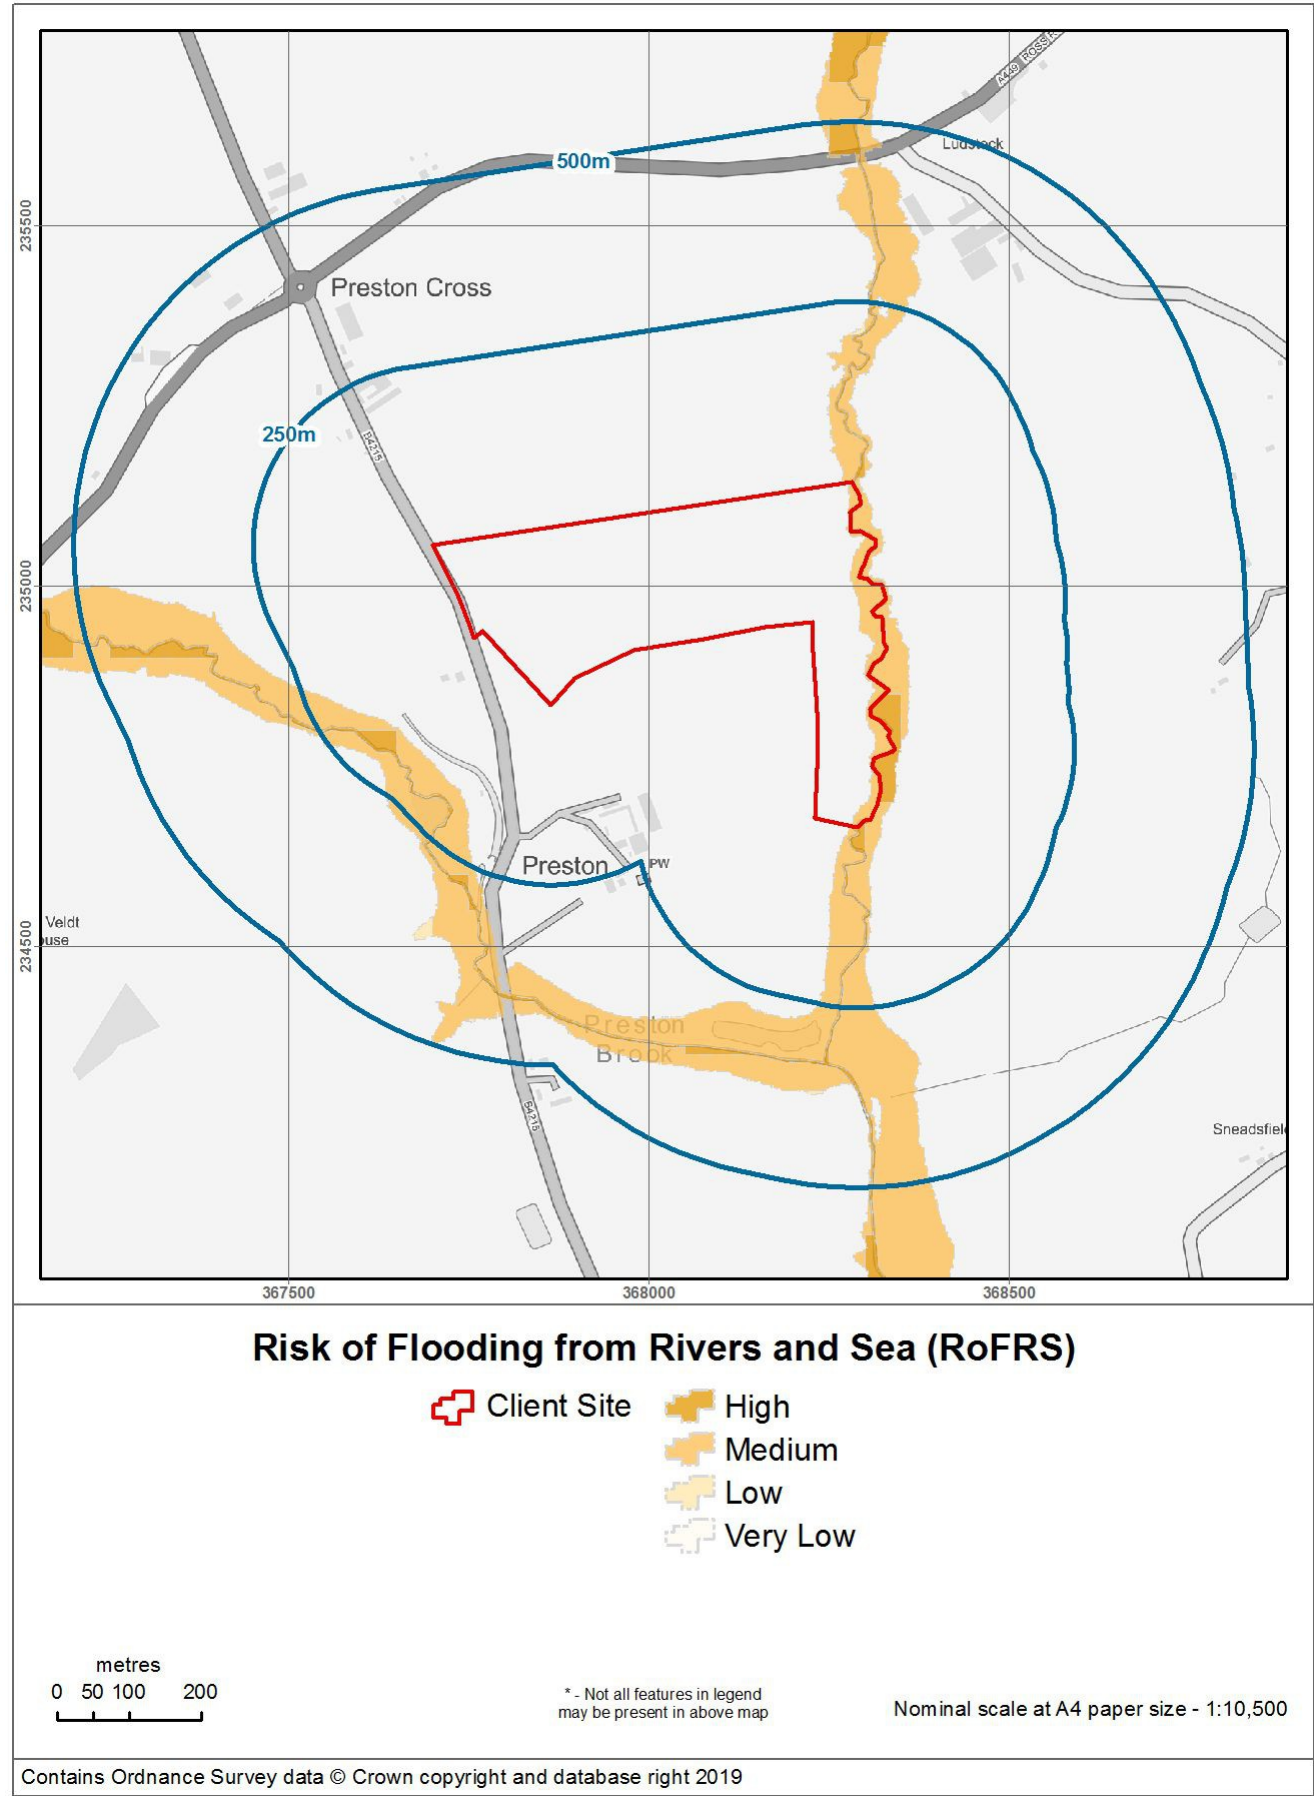 A449 ROSS R
Ludstock
500m
235500
Preston Cross
250m
B4215
235000
Preston
PW
Veldt
ouse
234500
Preston
Brook
B4215
Sneadsfiel
367500
368000
368500
Risk of Flooding from Rivers and Sea (RoFRS)
Client Site
High
Medium
Low
Very Low
metres
0 50 100 200
* - Not all features in legend
may be present in above map
Nominal scale at A4 paper size - 1:10,500
Contains Ordnance Survey data © Crown copyright and database right 2019